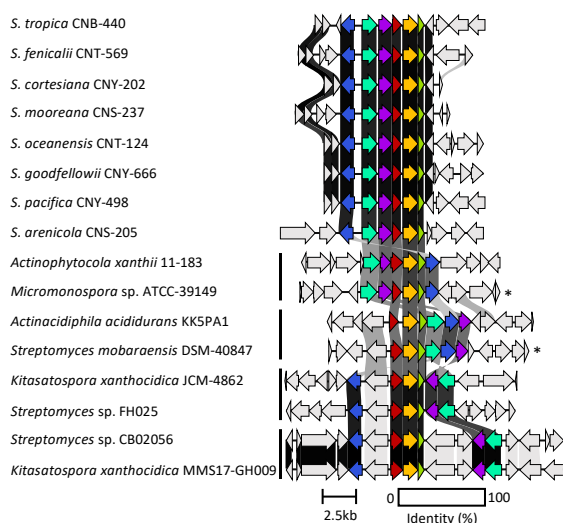 S. tropica CNB-440
S. fenicalii CNT-569
S. cortesiana CNY-202
S. mooreana CNS-237
S. oceanensis CNT-124
S. goodfellowii CNY-666
S. pacifica CNY-498
S. arenicola CNS-205
Actinophytocola xanthii 11-183
Micromonospora sp. ATCC-39149 *
Actinacidiphila acididurans KK5PA1
Streptomyces mobaraensis DSM-40847 *
Kitasatospora xanthocidica JCM-4862
Streptomyces sp. FH025
Streptomyces sp. CB02056
Kitasatospora xanthocidica MMS17-GH009
0 100
2.5kb Identity (%)